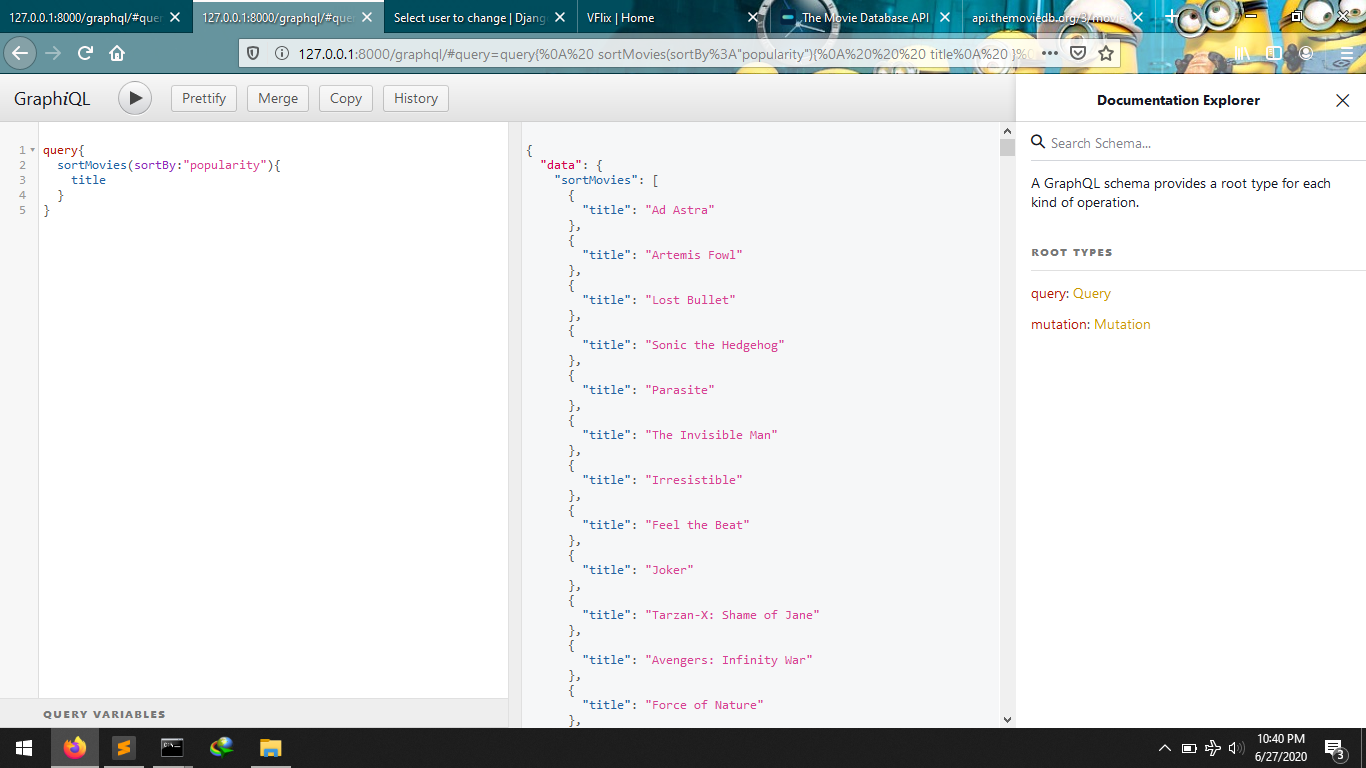 127.0.0.1:8000/graphql/#quer
127.0.0.1:8000/graphql/#quer
Select user to change | Djang
VFlix | Home
The Movie Database API
api.themoviedb.org/3/movie
127.0.0.1:8000/graphql/#query=query{%0A%20 sortMovies(sortBy%3A"popularity"){%0A%20%20%20 title%0A%20 }%0
GraphiQL
Prettify
Merge
Copy
History
Documentation Explorer
1 query{
2 sortMovies(sortBy:"popularity"){
3 title
4 }
5 }
QUERY VARIABLES
{
"data": {
"sortMovies": [
{
"title": "Ad Astra"
},
{
"title": "Artemis Fowl"
},
{
"title": "Lost Bullet"
},
{
"title": "Sonic the Hedgehog"
},
{
"title": "Parasite"
},
{
"title": "The Invisible Man"
},
{
"title": "Irresistible"
},
{
"title": "Feel the Beat"
},
{
"title": "Joker"
},
{
"title": "Tarzan-X: Shame of Jane"
},
{
"title": "Avengers: Infinity War"
},
{
"title": "Force of Nature"
},
Search Schema...
A GraphQL schema provides a root type for each
kind of operation.
ROOT TYPES
query: Query
mutation: Mutation
10:40 PM
6/27/2020
3